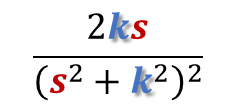 2ks
(s² + k²)²